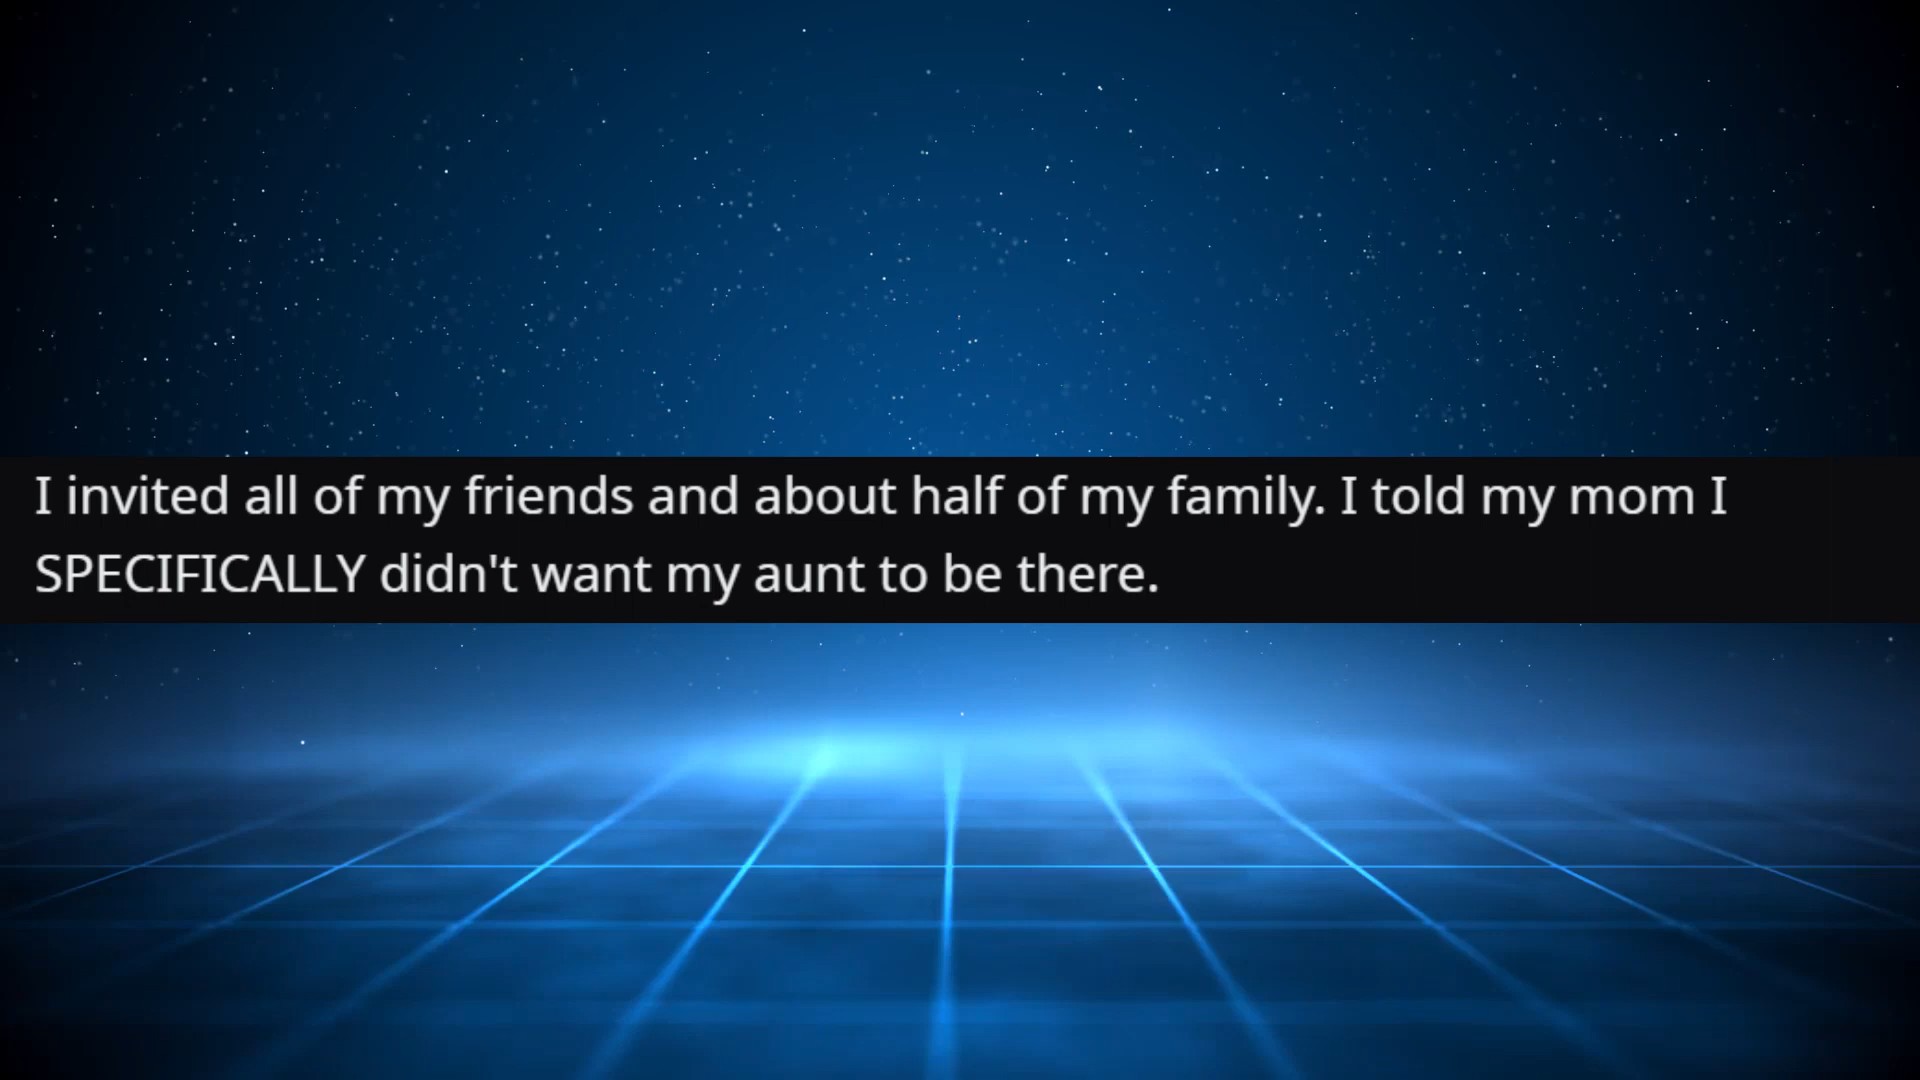 I invited all of my friends and about half of my family. I told my mom I
SPECIFICALLY didn't want my aunt to be there.